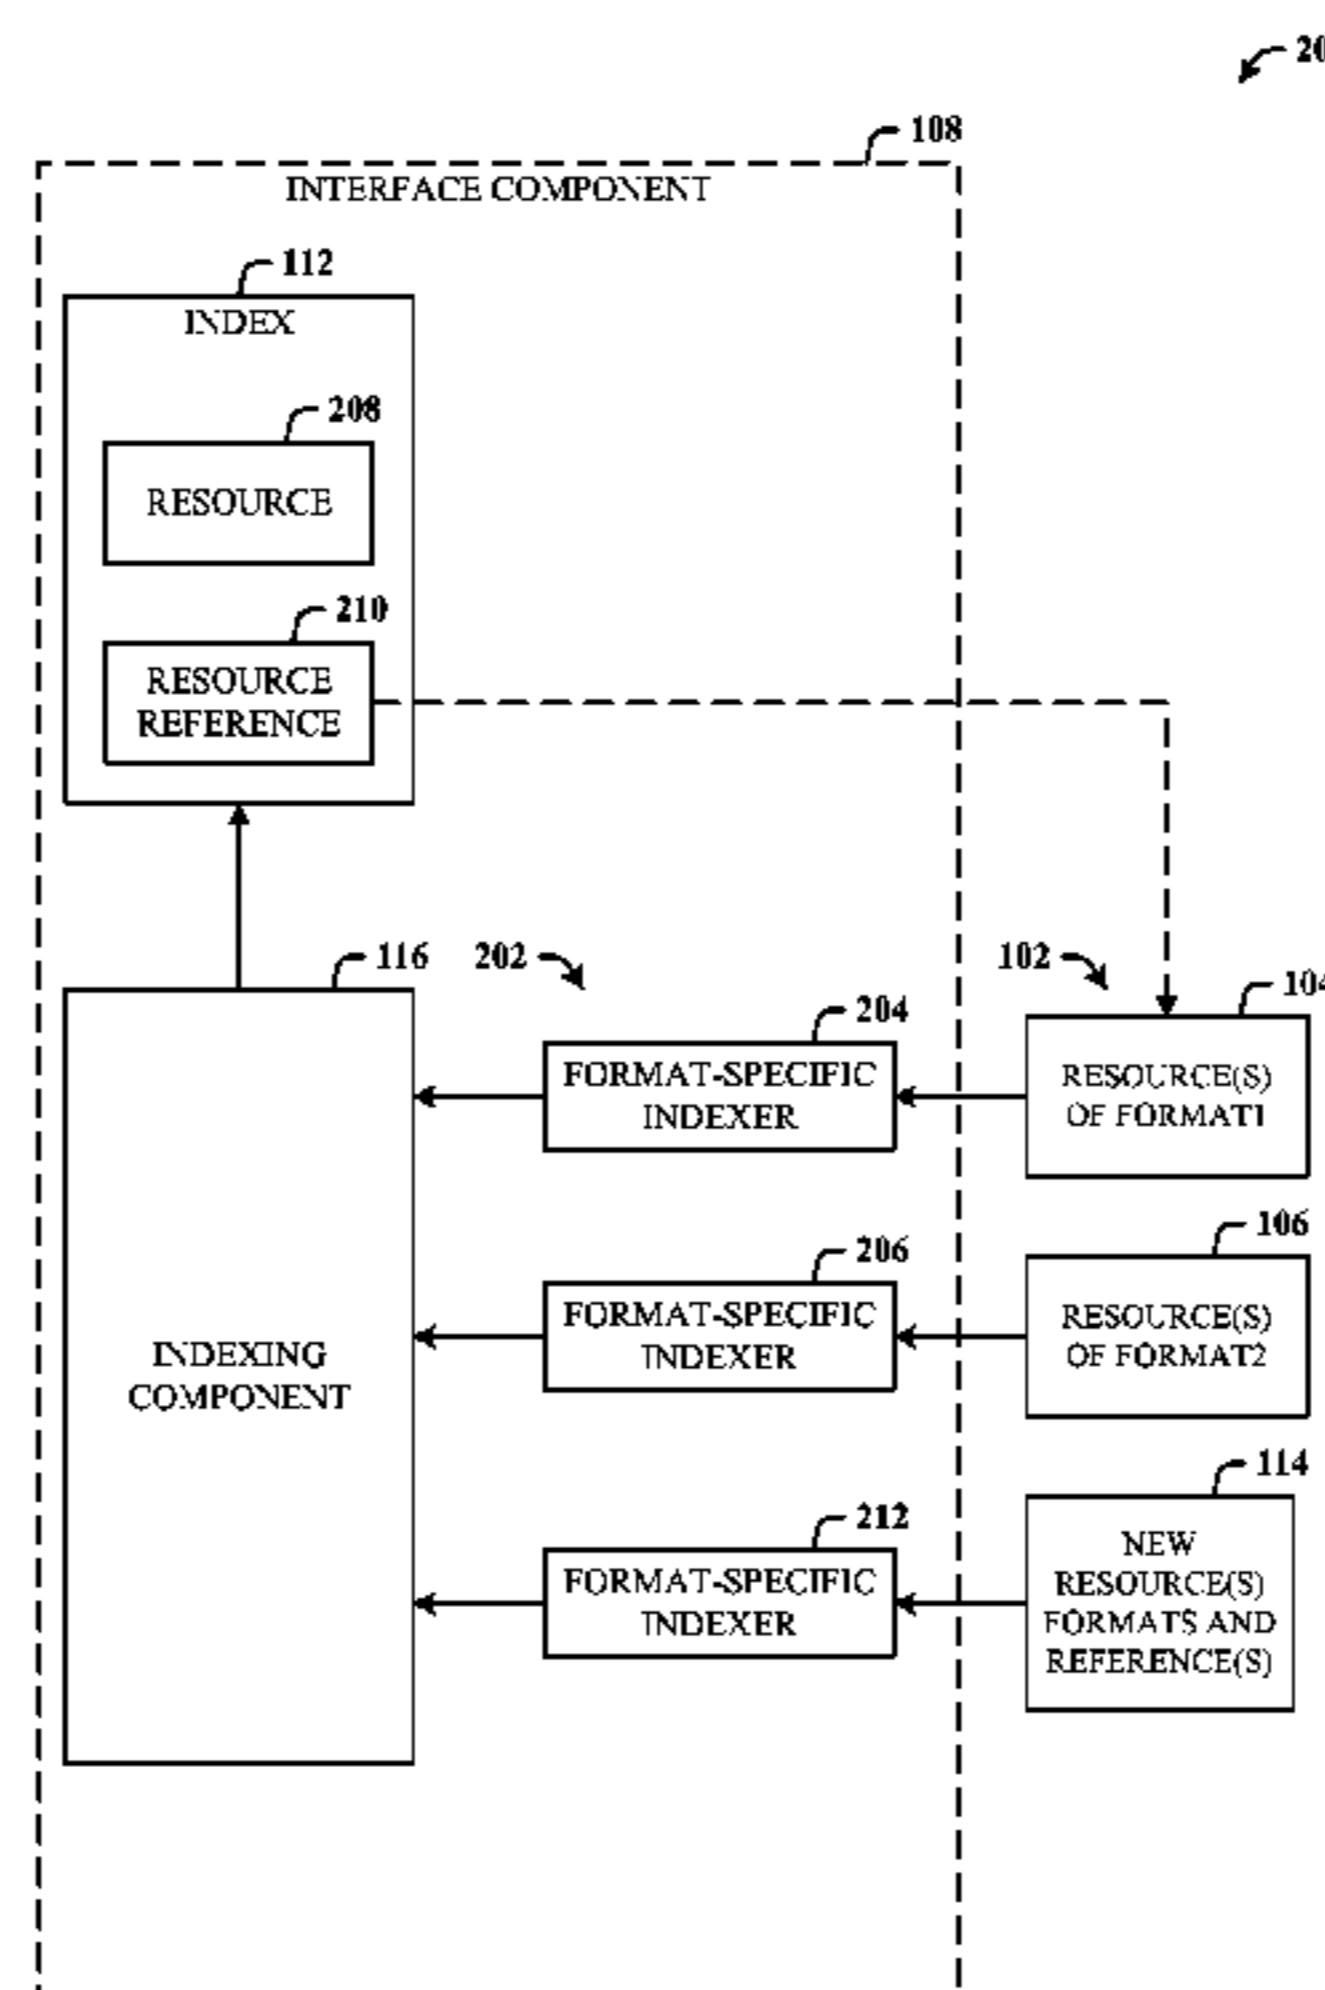 20
108
INTERFACE COMPONENT
112
INDEX
208
RESOURCE
210
RESOURCE
REFERENCE
116
202
102
104
204
FORMAT-SPECIFIC
INDEXER
RESOURCE(S)
OF FORMAT1
206
106
FORMAT-SPECIFIC
INDEXER
RESOURCE(S)
OF FORMAT2
INDEXING
COMPONENT
114
212
FORMAT-SPECIFIC
INDEXER
NEW
RESOURCE(S)
FORMATS AND
REFERENCE(S)